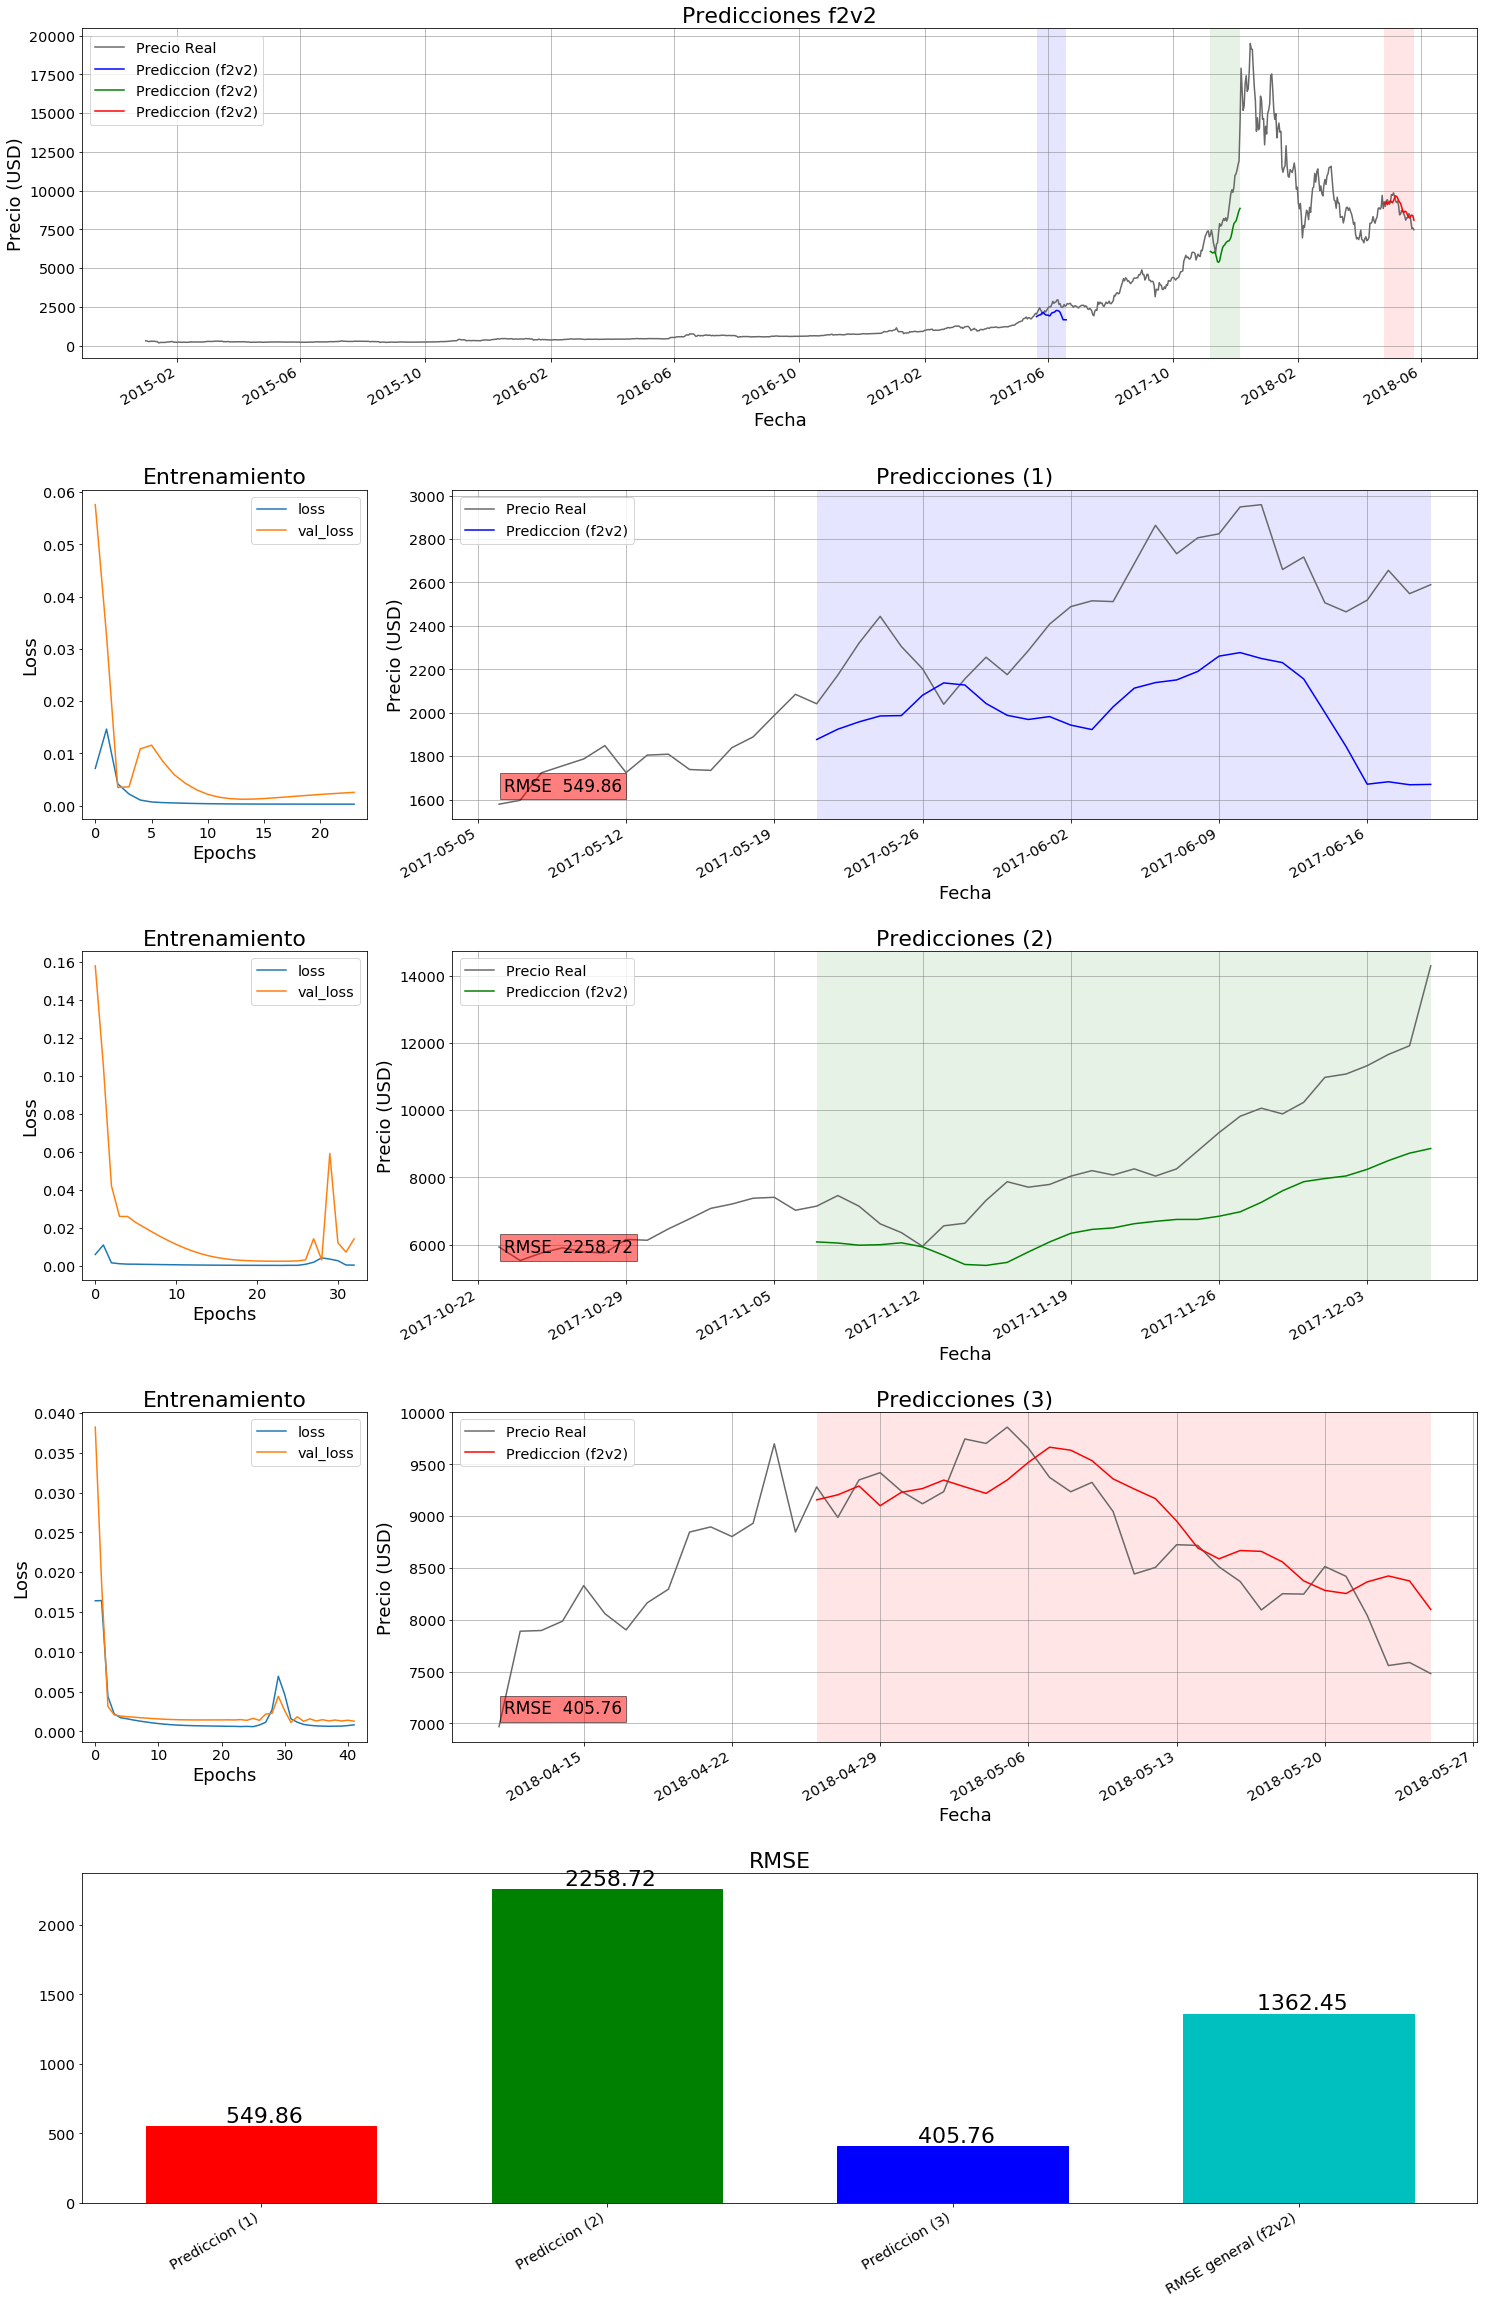 Predicciones f2v2
Precio Real
Prediccion (f2v2)
Prediccion (f2v2)
Prediccion (f2v2)
Precio (USD)
20000
17500
15000
12500
10000
7500
5000
2500
0
2015-02
2015-06
2015-10
2016-02
2016-06
2016-10
2017-02
2017-06
2017-10
2018-02
2018-06
Fecha
Entrenamiento
loss
val_loss
Loss
0.06
0.05
0.04
0.03
0.02
0.01
0.00
0 5 10 15 20
Epochs
Predicciones (1)
Precio Real
Prediccion (f2v2)
Precio (USD)
3000
2800
2600
2400
2200
2000
1800
1600
RMSE 549.86
2017-05-05
2017-05-12
2017-05-19
2017-05-26
2017-06-02
2017-06-09
2017-06-16
Fecha
Entrenamiento
loss
val_loss
Loss
0.16
0.14
0.12
0.10
0.08
0.06
0.04
0.02
0.00
0 10 20 30
Epochs
Predicciones (2)
Precio Real
Prediccion (f2v2)
Precio (USD)
14000
12000
10000
8000
6000
RMSE 2258.72
2017-10-22
2017-10-29
2017-11-05
2017-11-12
2017-11-19
2017-11-26
2017-12-03
Fecha
Entrenamiento
loss
val_loss
Loss
0.040
0.035
0.030
0.025
0.020
0.015
0.010
0.005
0.000
0 10 20 30 40
Epochs
Predicciones (3)
Precio Real
Prediccion (f2v2)
Precio (USD)
10000
9500
9000
8500
8000
7500
7000
RMSE 405.76
2018-04-15
2018-04-22
2018-04-29
2018-05-06
2018-05-13
2018-05-20
2018-05-27
Fecha
RMSE
2000
1500
1000
500
0
549.86
2258.72
405.76
1362.45
Prediccion (1)
Prediccion (2)
Prediccion (3)
RMSE general (f2v2)